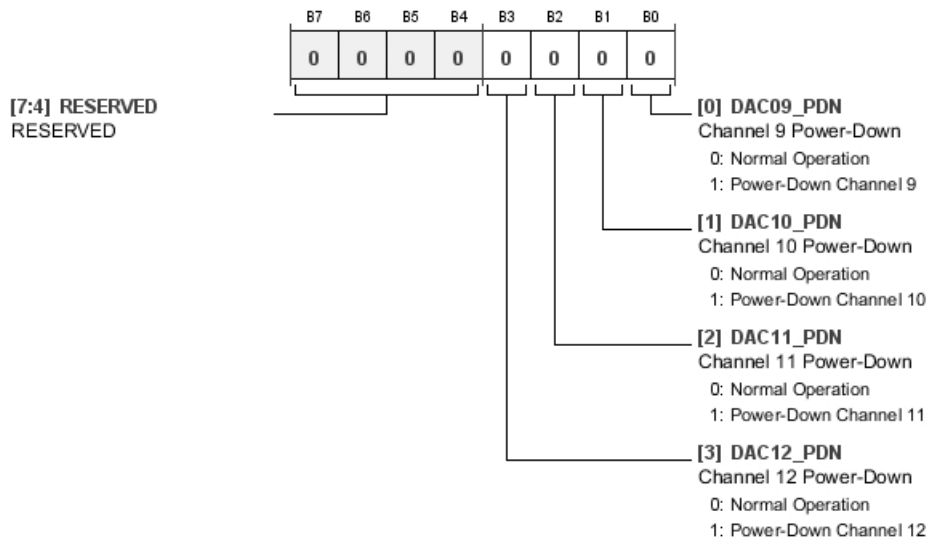 B7 B6 B5 B4 B3 B2 B1 B0
0 0 0 0 0 0 0 0
[7:4] RESERVED
RESERVED
[0] DAC09_PDN
Channel 9 Power-Down
0: Normal Operation
1: Power-Down Channel 9
[1] DAC10_PDN
Channel 10 Power-Down
0: Normal Operation
1: Power-Down Channel 10
[2] DAC11_PDN
Channel 11 Power-Down
0: Normal Operation
1: Power-Down Channel 11
[3] DAC12_PDN
Channel 12 Power-Down
0: Normal Operation
1: Power-Down Channel 12